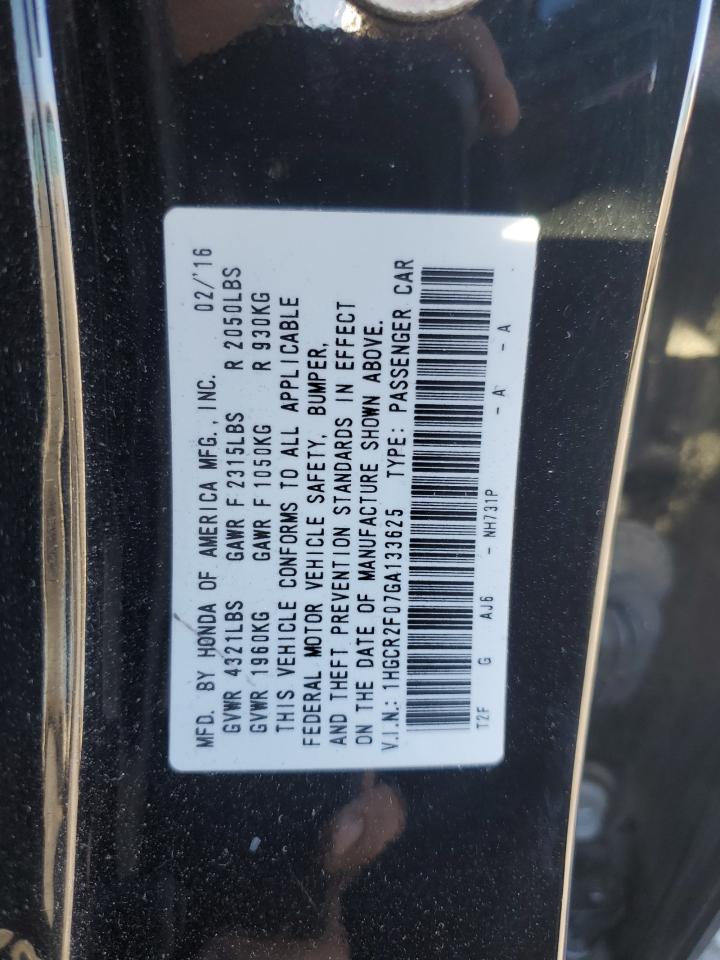 MFD. BY HONDA OF AMERICA MFG., INC. 02/'16
GVWR 4321LBS GAWR F 2315LBS R 2050LBS
GVWR 1960KG GAWR F 1050KG R 930KG
THIS VEHICLE CONFORMS TO ALL APPLICABLE
FEDERAL MOTOR VEHICLE SAFETY, BUMPER,
AND THEFT PREVENTION STANDARDS IN EFFECT
ON THE DATE OF MANUFACTURE SHOWN ABOVE.
V.I.N.: 1HGCR2F07GA133625 TYPE: PASSENGER CAR
T2F G AJ6 - NH731P - A - A